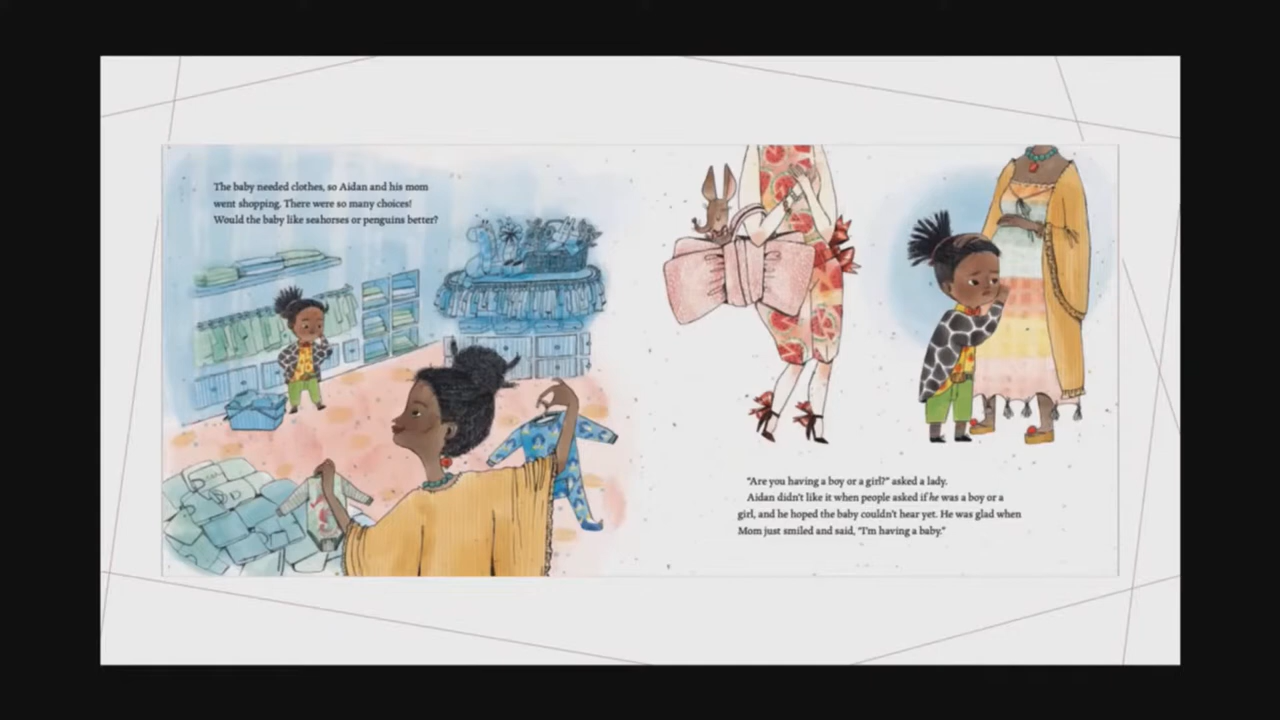 The baby needed clothes, so Aidan and his mom
went shopping. There were so many choices!
Would the baby like seahorses or penguins better?
"Are you having a boy or a girl?" asked a lady.
Aidan didn't like it when people asked if he was a boy or a
girl, and he hoped the baby couldn't hear yet. He was glad when
Mom just smiled and said, "I'm having a baby."